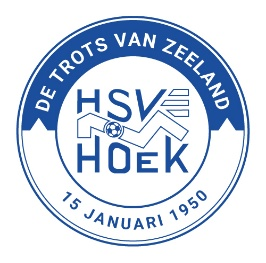 DE TROTS VAN ZEELAND
HSV
HOEK
15 JANUARI 1950